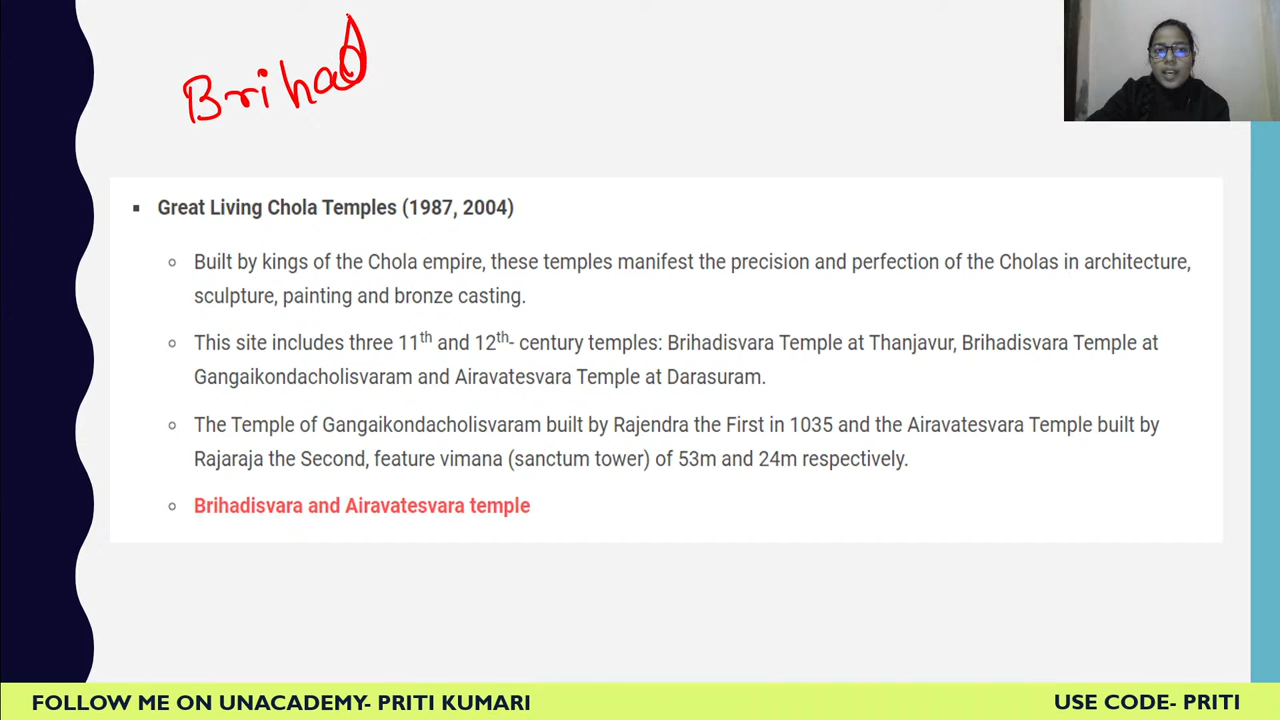 Brihad
▪ Great Living Chola Temples (1987, 2004)
○ Built by kings of the Chola empire, these temples manifest the precision and perfection of the Cholas in architecture,
sculpture, painting and bronze casting.
○ This site includes three 11th and 12th- century temples: Brihadisvara Temple at Thanjavur, Brihadisvara Temple at
Gangaikondacholisvaram and Airavatesvara Temple at Darasuram.
○ The Temple of Gangaikondacholisvaram built by Rajendra the First in 1035 and the Airavatesvara Temple built by
Rajaraja the Second, feature vimana (sanctum tower) of 53m and 24m respectively.
○ Brihadisvara and Airavatesvara temple
FOLLOW ME ON UNACADEMY- PRITI KUMARI
USE CODE- PRITI